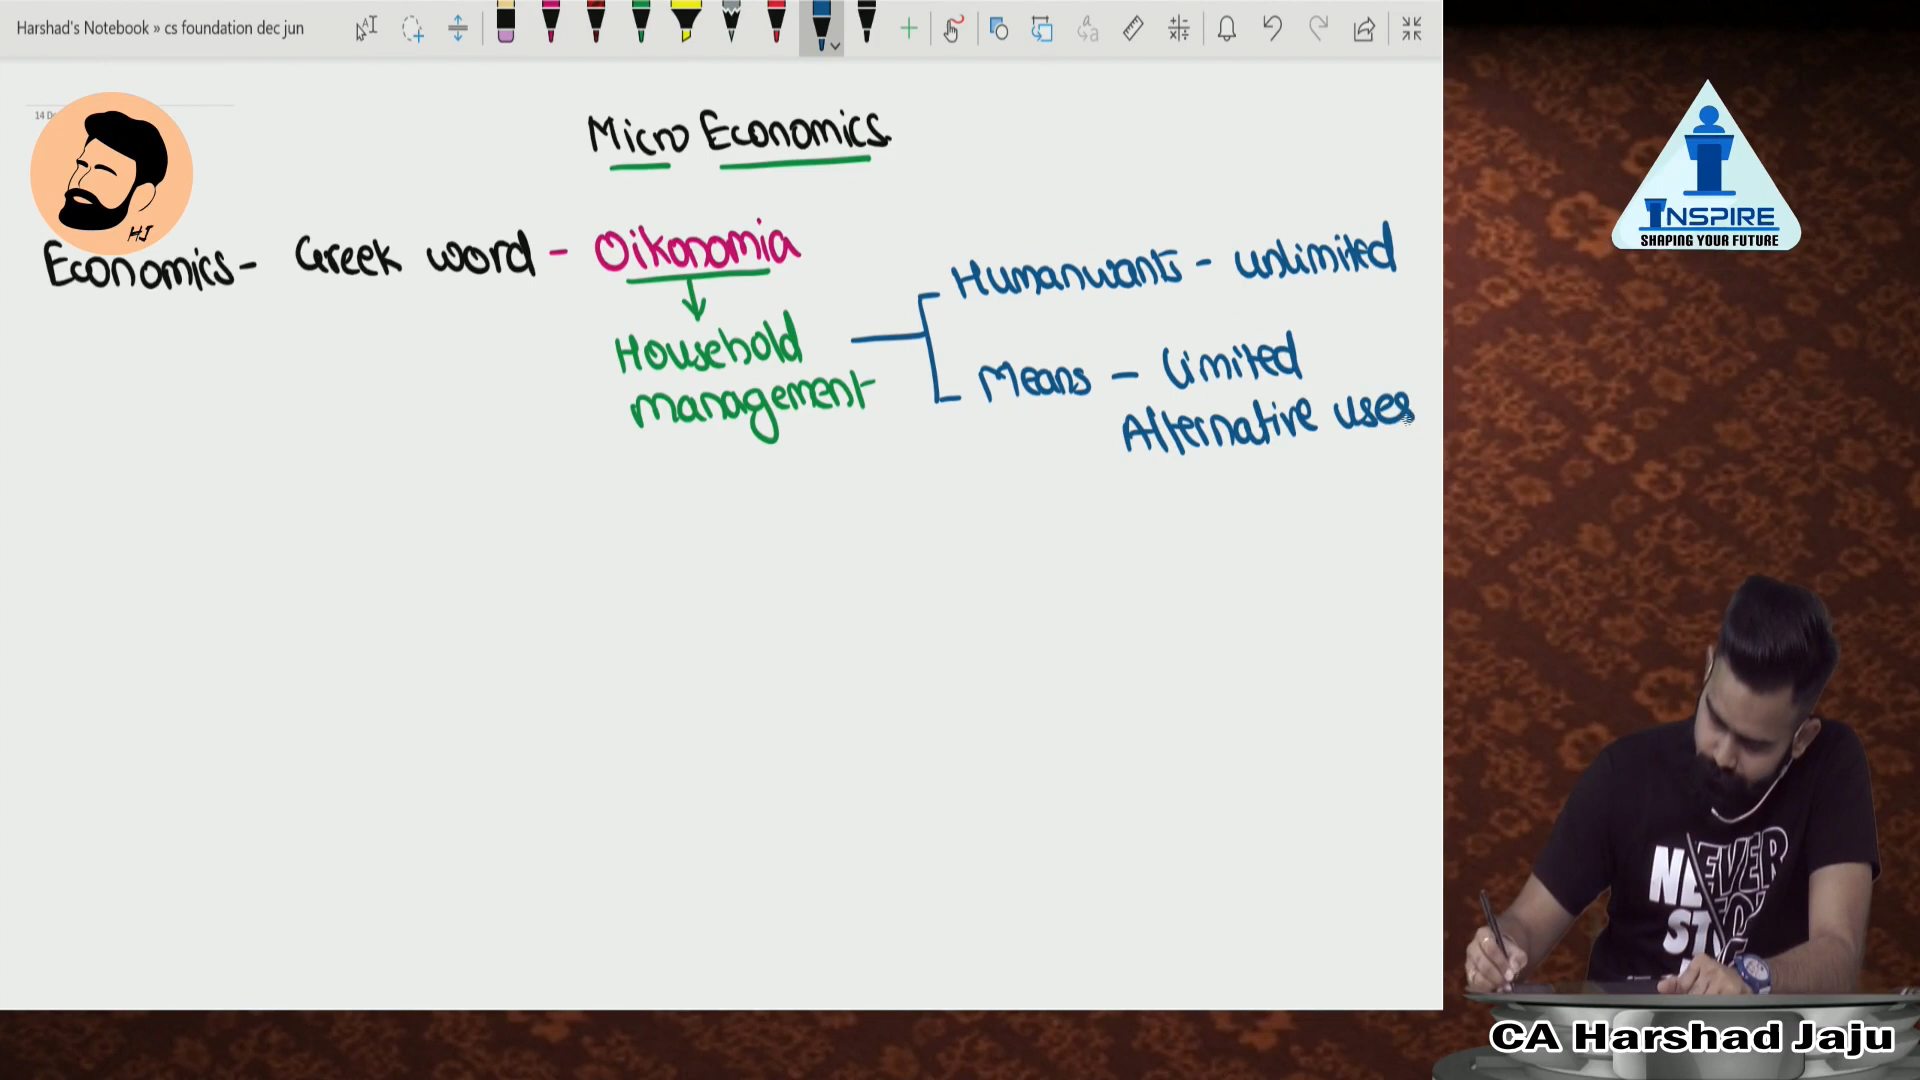 Harshad's Notebook » cs foundation dec jun
Micro Economics.
Economics - Greek word - Oikonomia
Household
management
Humanwants - unlimited
Means - limited
Alternative uses
HJ
INSPIRE
SHAPING YOUR FUTURE
NEVER
CA Harshad Jaju